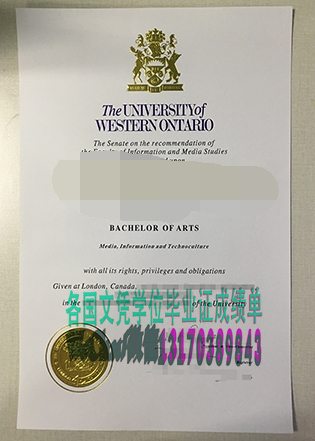 The UNIVERSITY of
WESTERN ONTARIO
The Senate on the recommendation of
the Faculty of Information and Media Studies
upon
BACHELOR OF ARTS
Media, Information and Technoculture
with all its rights, privileges and obligations
Given at London, Canada,
in the of the University
各国文凭学位毕业证成绩单
13170989843